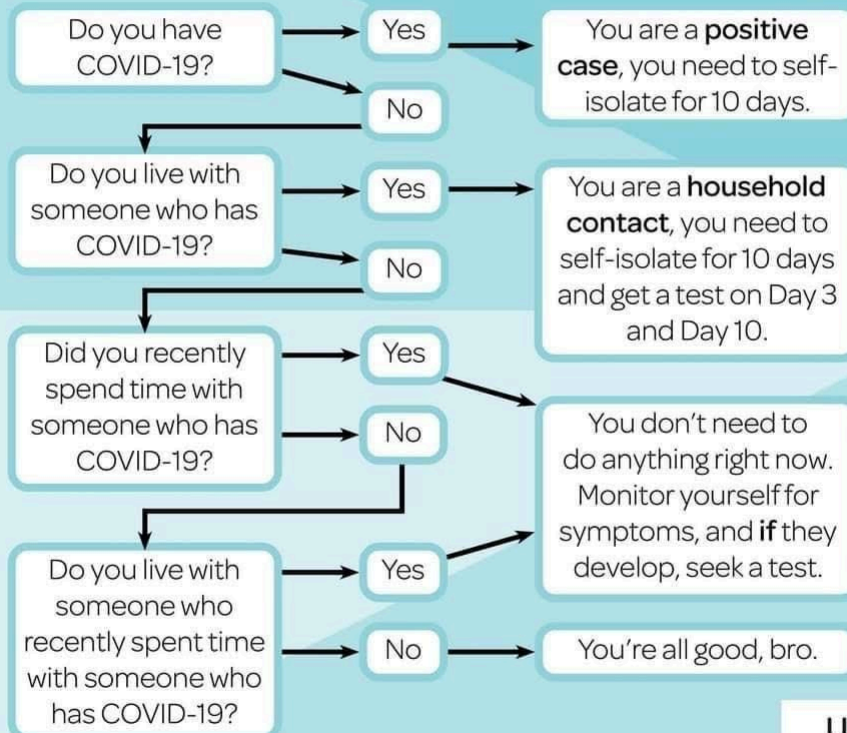 Do you have
COVID-19?
Yes
You are a positive
case, you need to self-
isolate for 10 days.
No
Do you live with
someone who has
COVID-19?
Yes
You are a household
contact, you need to
self-isolate for 10 days
and get a test on Day 3
and Day 10.
No
Did you recently
spend time with
someone who has
COVID-19?
Yes
No
You don't need to
do anything right now.
Monitor yourself for
symptoms, and if they
develop, seek a test.
Do you live with
someone who
recently spent time
with someone who
has COVID-19?
Yes
No
You're all good, bro.